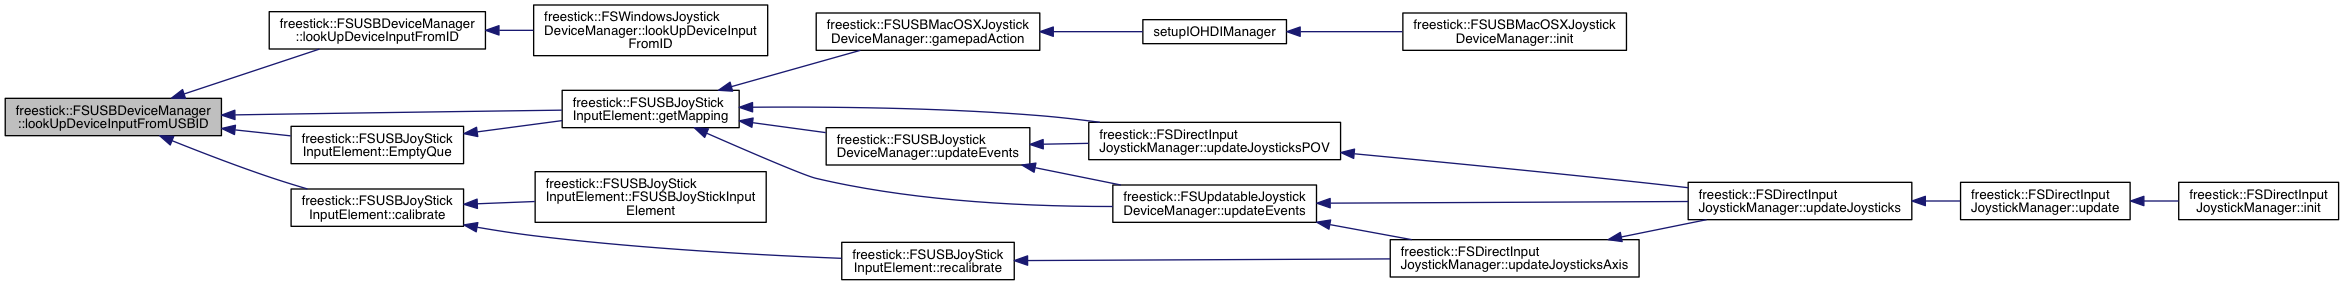 freestick::FSUSBDeviceManager
::lookUpDeviceInputFromUSBID
freestick::FSUSBDeviceManager
::lookUpDeviceInputFromID
freestick::FSWindowsJoystick
DeviceManager::lookUpDeviceInput
FromID
freestick::FSUSBJoyStick
InputElement::getMapping
freestick::FSUSBJoyStick
InputElement::EmptyQue
freestick::FSUSBJoyStick
InputElement::calibrate
freestick::FSUSBJoyStick
InputElement::FSUSBJoyStickInput
Element
freestick::FSUSBMacOSXJoystick
DeviceManager::gamepadAction
setupIOHDIManager
freestick::FSUSBMacOSXJoystick
DeviceManager::init
freestick::FSUSBJoystick
DeviceManager::updateEvents
freestick::FSDirectInput
JoystickManager::updateJoysticksPOV
freestick::FSUpdatableJoystick
DeviceManager::updateEvents
freestick::FSUSBJoyStick
InputElement::recalibrate
freestick::FSDirectInput
JoystickManager::updateJoysticksAxis
freestick::FSDirectInput
JoystickManager::updateJoysticks
freestick::FSDirectInput
JoystickManager::update
freestick::FSDirectInput
JoystickManager::init